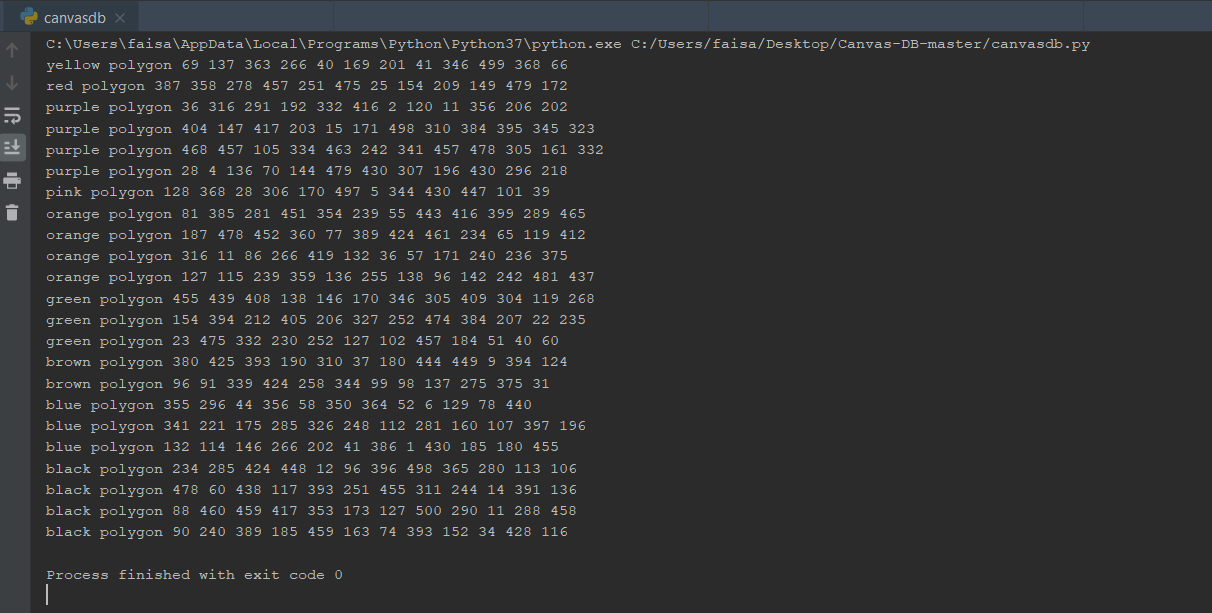 canvasdb
C:\Users\faisa\AppData\Local\Programs\Python\Python37\python.exe C:/Users/faisa/Desktop/Canvas-DB-master/canvasdb.py
yellow polygon 69 137 363 266 40 169 201 41 346 499 368 66
red polygon 387 358 278 457 251 475 25 154 209 149 479 172
purple polygon 36 316 291 192 332 416 2 120 11 356 206 202
purple polygon 404 147 417 203 15 171 498 310 384 395 345 323
purple polygon 468 457 105 334 463 242 341 457 478 305 161 332
purple polygon 28 4 136 70 144 479 430 307 196 430 296 218
pink polygon 128 368 28 306 170 497 5 344 430 447 101 39
orange polygon 81 385 281 451 354 239 55 443 416 399 289 465
orange polygon 187 478 452 360 77 389 424 461 234 65 119 412
orange polygon 316 11 86 266 419 132 36 57 171 240 236 375
orange polygon 127 115 239 359 136 255 138 96 142 242 481 437
green polygon 455 439 408 138 146 170 346 305 409 304 119 268
green polygon 154 394 212 405 206 327 252 474 384 207 22 235
green polygon 23 475 332 230 252 127 102 457 184 51 40 60
brown polygon 380 425 393 190 310 37 180 444 449 9 394 124
brown polygon 96 91 339 424 258 344 99 98 137 275 375 31
blue polygon 355 296 44 356 58 350 364 52 6 129 78 440
blue polygon 341 221 175 285 326 248 112 281 160 107 397 196
blue polygon 132 114 146 266 202 41 386 1 430 185 180 455
black polygon 234 285 424 448 12 96 396 498 365 280 113 106
black polygon 478 60 438 117 393 251 455 311 244 14 391 136
black polygon 88 460 459 417 353 173 127 500 290 11 288 458
black polygon 90 240 389 185 459 163 74 393 152 34 428 116
Process finished with exit code 0